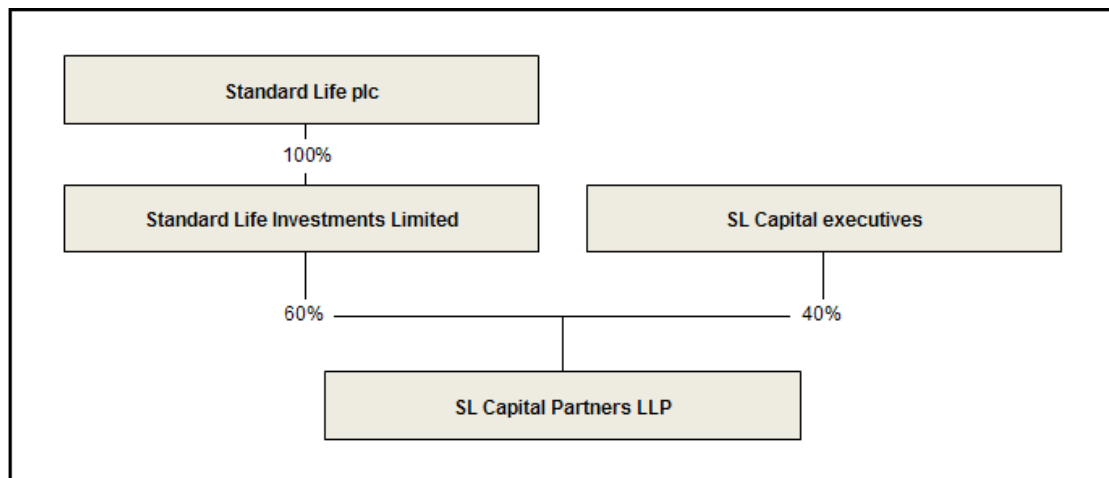 Standard Life plc
100%
Standard Life Investments Limited
SL Capital executives
60%
40%
SL Capital Partners LLP